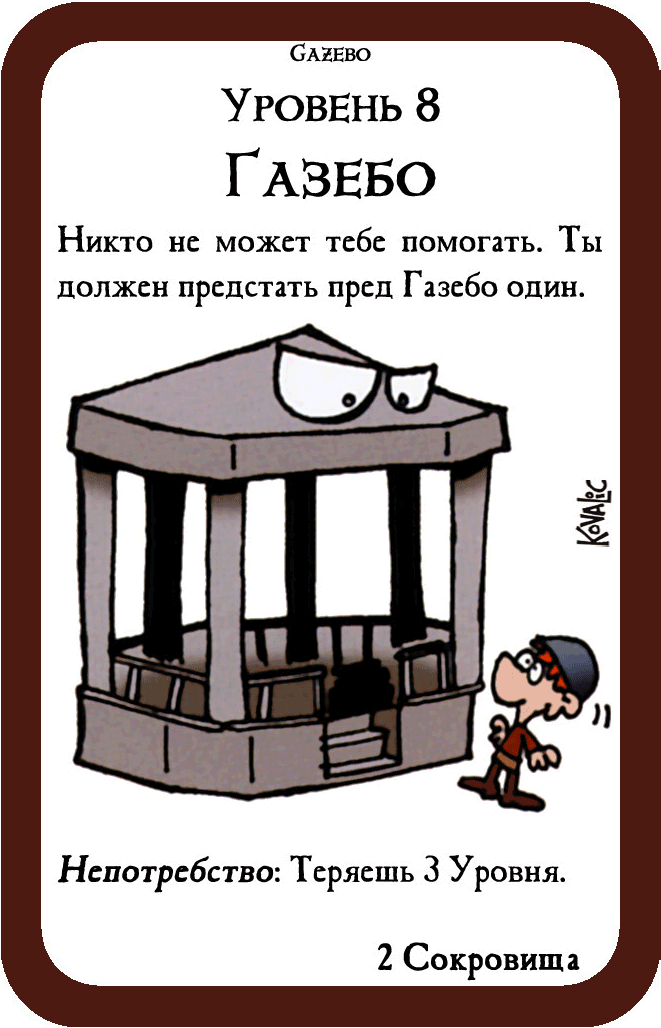 Gazebo
Уровень 8
Газебо
Никто не может тебе помогать. Ты
должен предстать пред Газебо один.
Kovalic
Непотребство: Теряешь 3 Уровня.
2 Сокровища